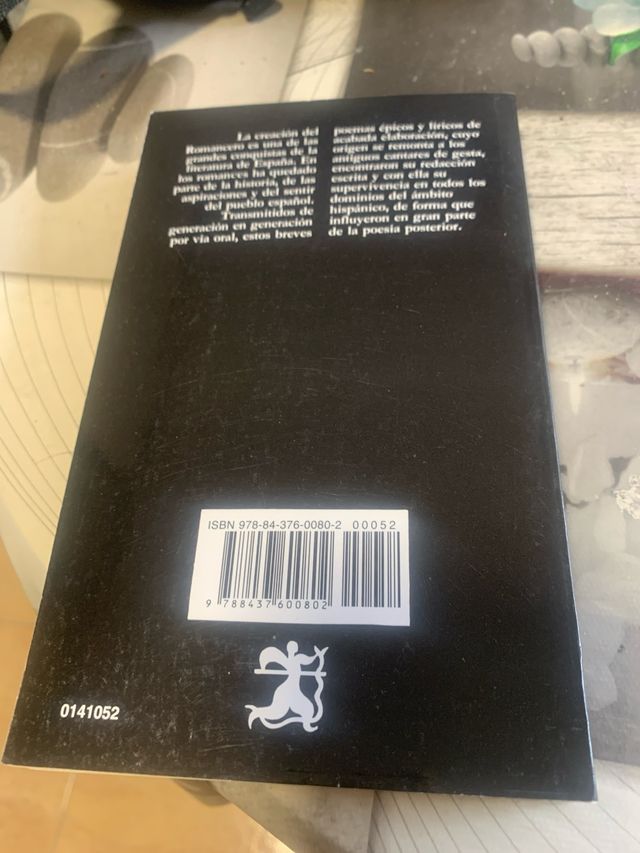 La creación del
Romancero es una de las
grandes conquistas de la
literatura de España. En
los romances ha quedado
parte de la historia, de las
aspiraciones y del sentir
del pueblo español.
Transmitidos de
generación en generación
por vía oral, estos breves
poemas épicos y líricos de
acabada elaboración, cuyo
origen se remonta a los
antiguos cantares de gesta,
encontraron su redacción
escrita y con ella su
supervivencia en todos los
dominios del ámbito
hispánico, de forma que
influyeron en gran parte
de la poesía posterior.
ISBN 978-84-376-0080-2 00052
9 788437 600802
0141052